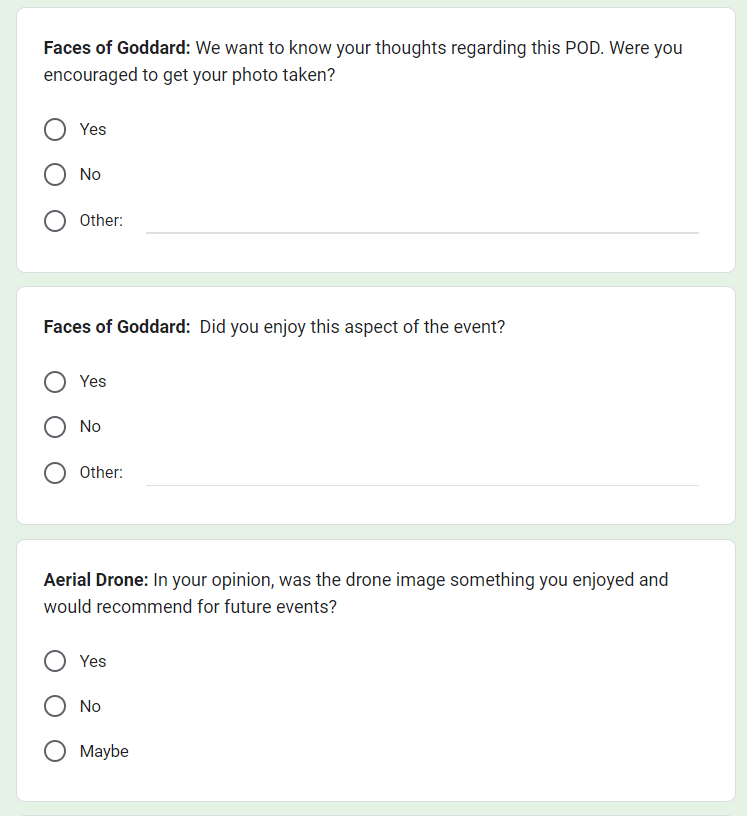 Faces of Goddard: We want to know your thoughts regarding this POD. Were you
encouraged to get your photo taken?
Yes
No
Other:
Faces of Goddard:  Did you enjoy this aspect of the event?
Yes
No
Other:
Aerial Drone: In your opinion, was the drone image something you enjoyed and
would recommend for future events?
Yes
No
Maybe